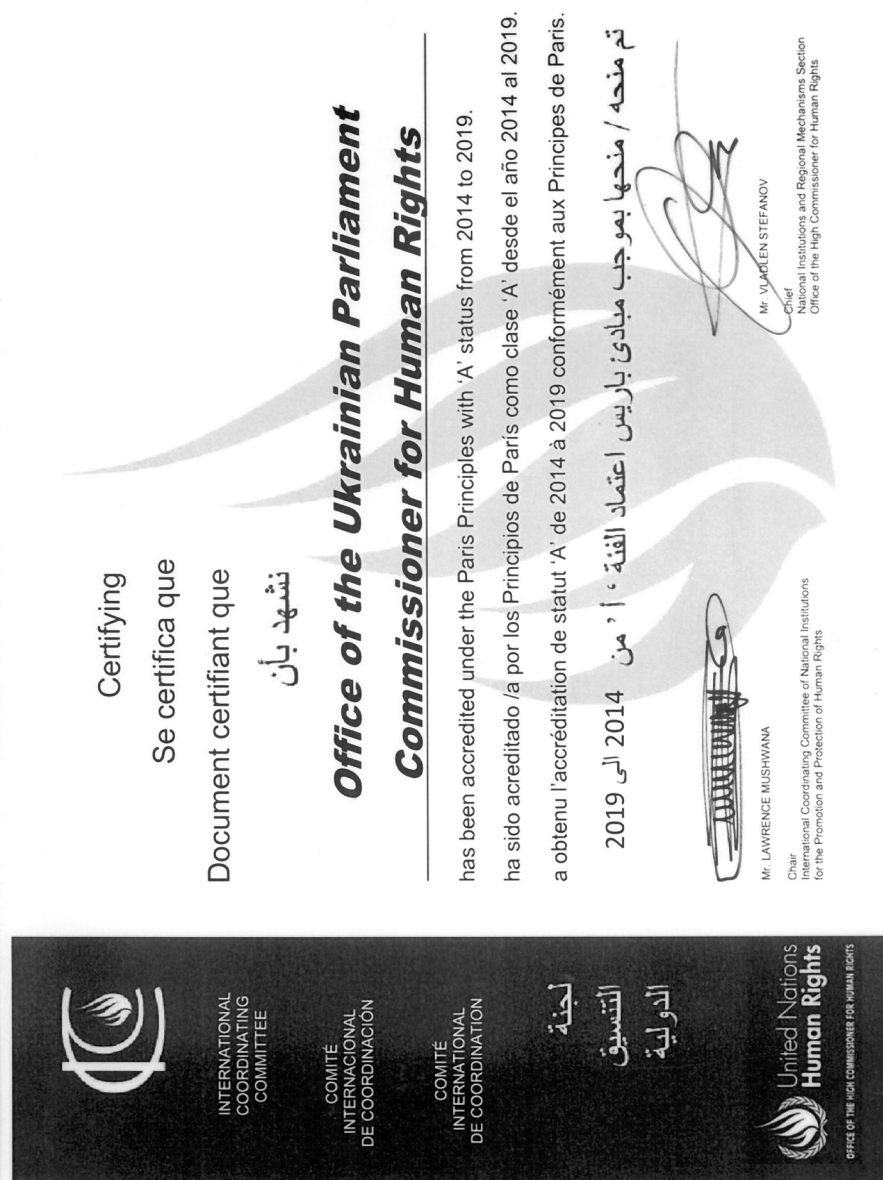 INTERNATIONAL
COORDINATING
COMMITTEE
COMITÉ
INTERNACIONAL
DE COORDINACIÓN
COMITÉ
INTERNATIONAL
DE COORDINATION
لجنة
التنسيق
الدولية
United Nations
Human Rights
OFFICE OF THE HIGH COMMISSIONER FOR HUMAN RIGHTS
Certifying
Se certifica que
Document certifiant que
نشهد بأن
Office of the Ukrainian Parliament
Commissioner for Human Rights
has been accredited under the Paris Principles with ‘A’ status from 2014 to 2019.
ha sido acreditado /a por los Principios de París como clase ‘A’ desde el año 2014 al 2019.
a obtenu l’accréditation de statut ‘A’ de 2014 à 2019 conformément aux Principes de Paris.
تم منحه / منحها بموجب مبادئ باريس اعتماد الفئة ‘ أ ’ من 2014 الى 2019
Mr. LAWRENCE MUSHWANA
Chair
International Coordinating Committee of National Institutions
for the Promotion and Protection of Human Rights
Mr. VLADLEN STEFANOV
Chief
National Institutions and Regional Mechanisms Section
Office of the High Commissioner for Human Rights